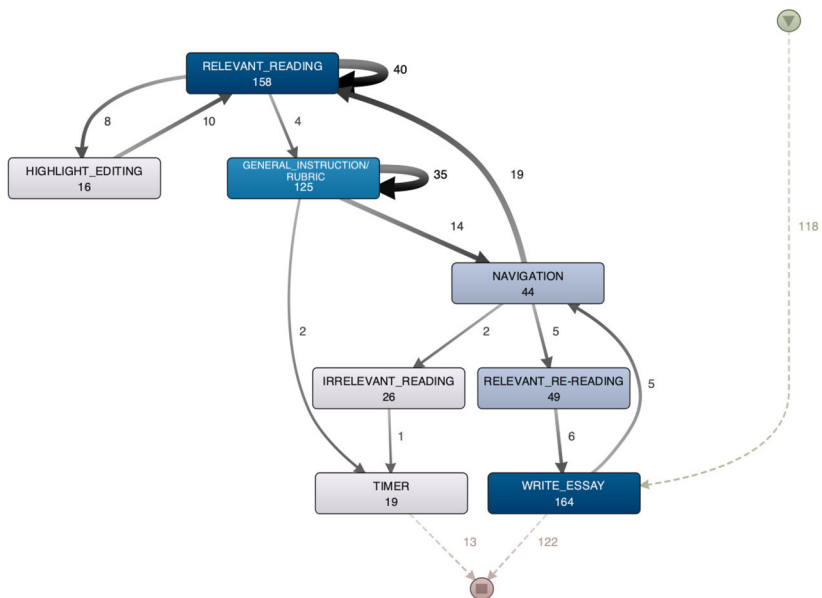 RELEVANT_READING
158
40
8
10
4
HIGHLIGHT_EDITING
16
GENERAL_INSTRUCTION/
RUBRIC
125
35
19
14
118
NAVIGATION
44
2
2
5
IRRELEVANT_READING
26
RELEVANT_RE-READING
49
5
1
6
TIMER
19
WRITE_ESSAY
164
13
122